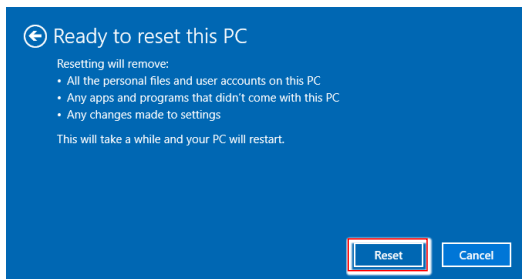 Ready to reset this PC
Resetting will remove:
• All the personal files and user accounts on this PC
• Any apps and programs that didn't come with this PC
• Any changes made to settings
This will take a while and your PC will restart.
Reset Cancel